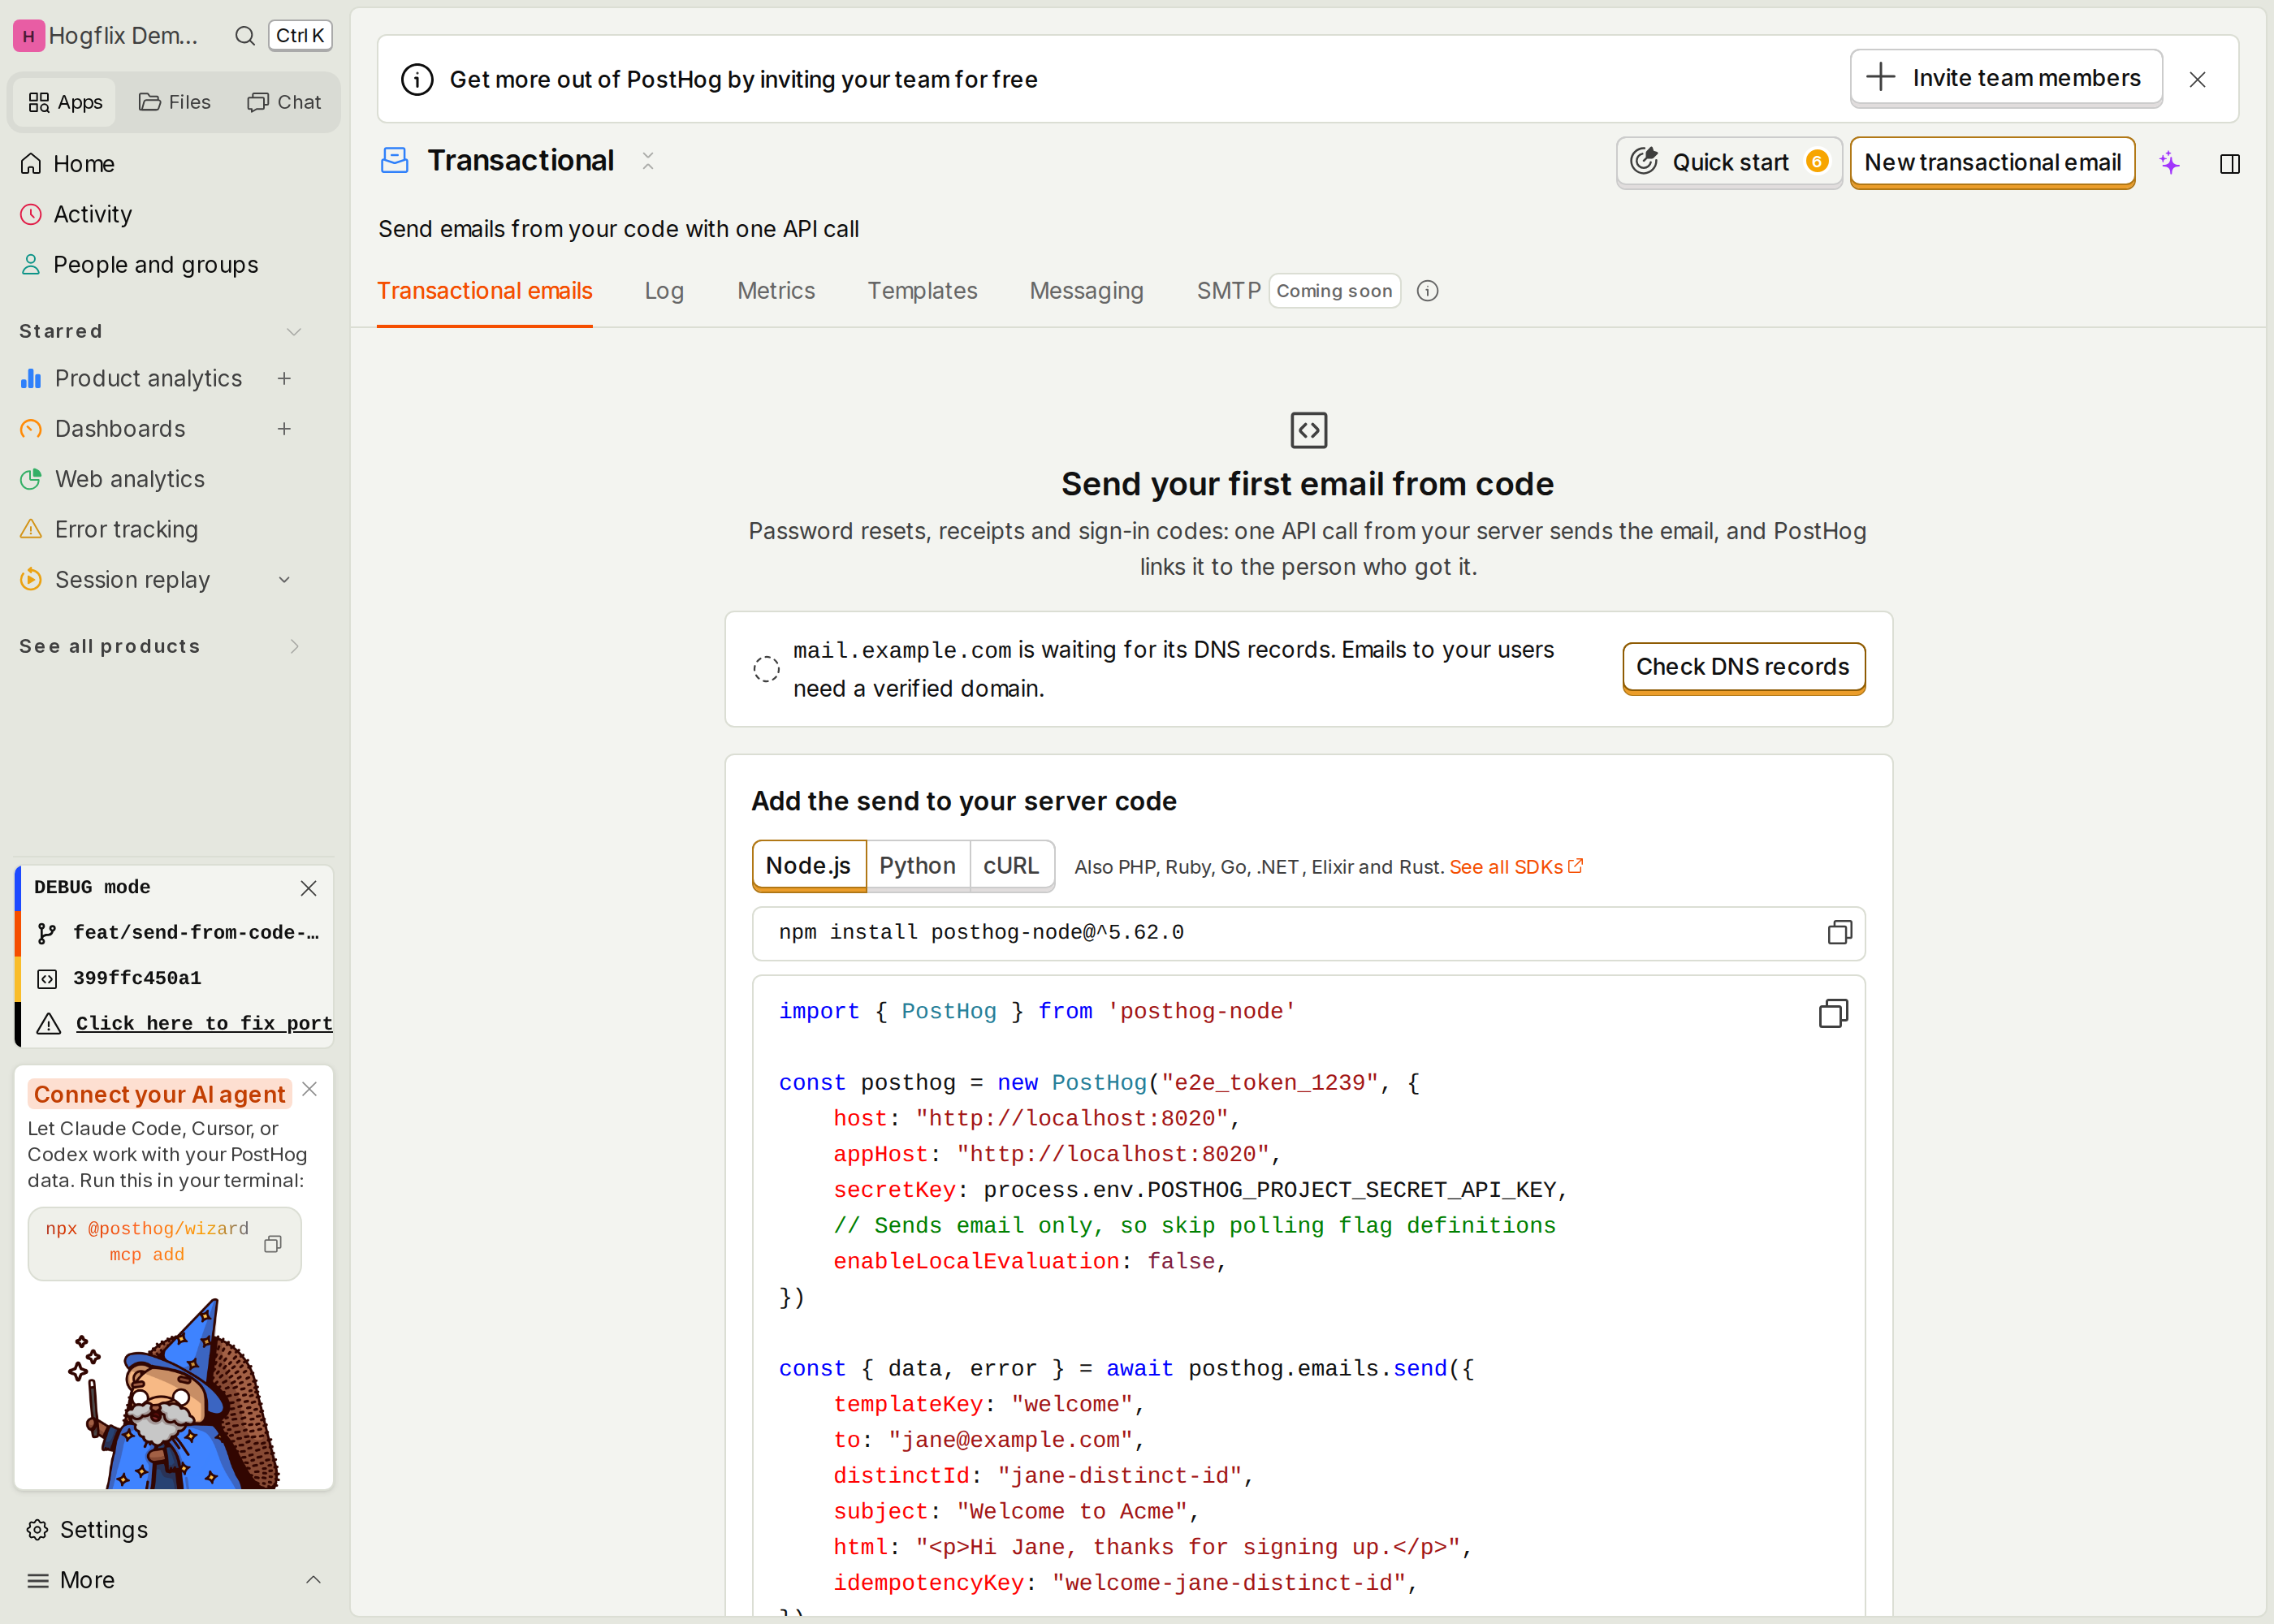 H Hogflix Dem... Ctrl K
Apps Files Chat
Home
Activity
People and groups
Starred
Product analytics
Dashboards
Web analytics
Error tracking
Session replay
See all products
DEBUG mode
feat/send-from-code-...
399ffc450a1
Click here to fix port
Connect your AI agent
Let Claude Code, Cursor, or
Codex work with your PostHog
data. Run this in your terminal:
npx @posthog/wizard
mcp add
Settings
More
Get more out of PostHog by inviting your team for free
Invite team members
Transactional
Quick start 6
New transactional email
Send emails from your code with one API call
Transactional emails Log Metrics Templates Messaging SMTP Coming soon
Send your first email from code
Password resets, receipts and sign-in codes: one API call from your server sends the email, and PostHog
links it to the person who got it.
mail.example.com is waiting for its DNS records. Emails to your users
need a verified domain.
Check DNS records
Add the send to your server code
Node.js Python cURL Also PHP, Ruby, Go, .NET, Elixir and Rust. See all SDKs
npm install posthog-node@^5.62.0
import { PostHog } from 'posthog-node'
const posthog = new PostHog("e2e_token_1239", {
host: "http://localhost:8020",
appHost: "http://localhost:8020",
secretKey: process.env.POSTHOG_PROJECT_SECRET_API_KEY,
// Sends email only, so skip polling flag definitions
enableLocalEvaluation: false,
})
const { data, error } = await posthog.emails.send({
templateKey: "welcome",
to: "jane@example.com",
distinctId: "jane-distinct-id",
subject: "Welcome to Acme",
html: "<p>Hi Jane, thanks for signing up.</p>",
idempotencyKey: "welcome-jane-distinct-id",
})